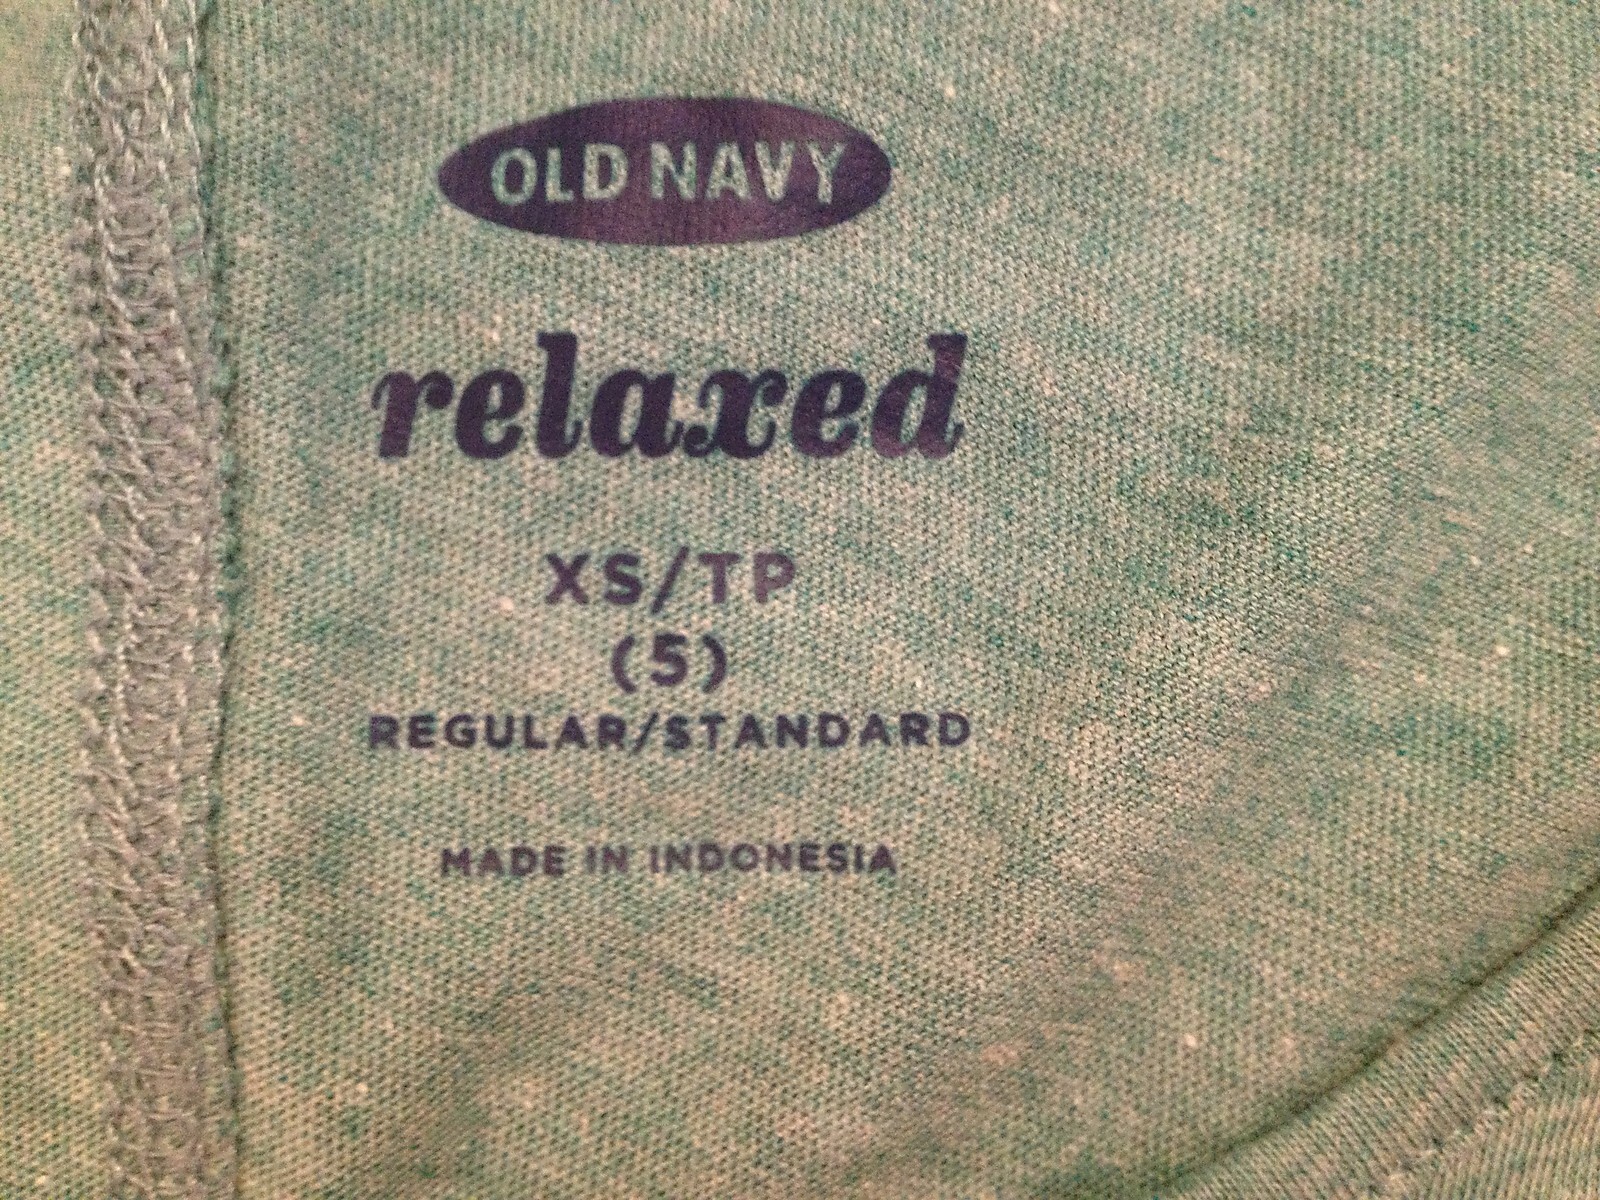 OLD NAVY
relaxed
XS/TP
(5)
REGULAR/STANDARD
MADE IN INDONESIA